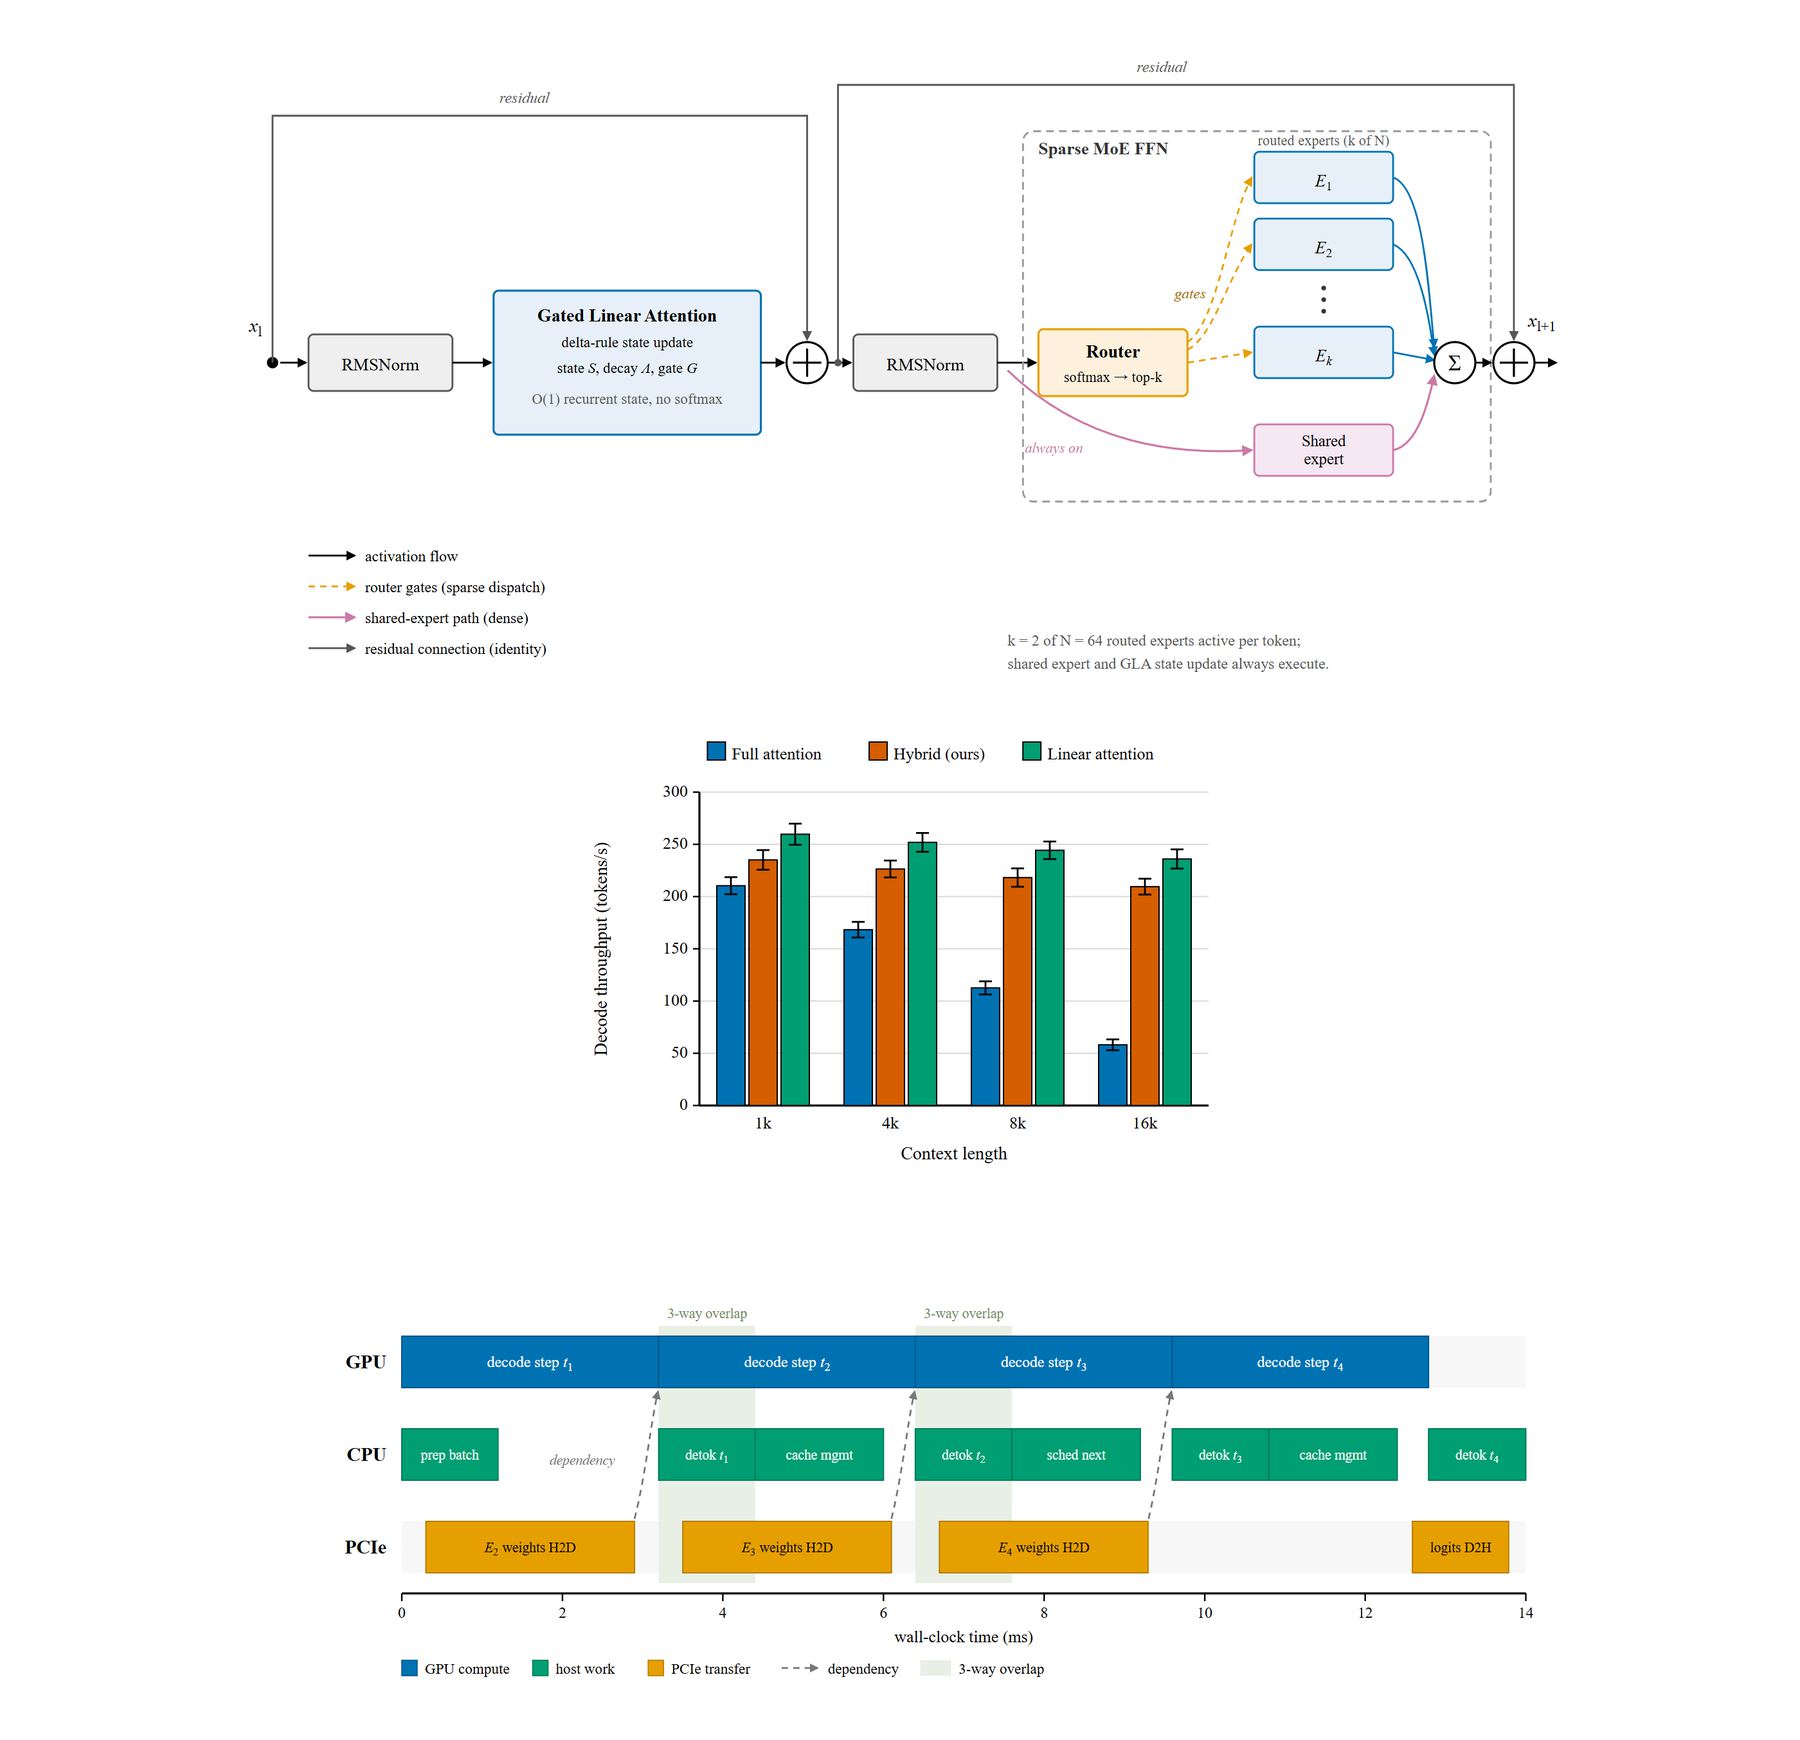 residual
residual
Sparse MoE FFN
routed experts (k of N)
E1
E2
gates
xl
xl+1
Gated Linear Attention
delta-rule state update
state S, decay Λ, gate G
O(1) recurrent state, no softmax
RMSNorm
RMSNorm
Router
softmax → top-k
Ek
Σ
always on
Shared
expert
activation flow
router gates (sparse dispatch)
shared-expert path (dense)
residual connection (identity)
k = 2 of N = 64 routed experts active per token;
shared expert and GLA state update always execute.
Full attention
Hybrid (ours)
Linear attention
Decode throughput (tokens/s)
300
250
200
150
100
50
0
1k
4k
8k
16k
Context length
3-way overlap
3-way overlap
GPU
decode step t1
decode step t2
decode step t3
decode step t4
CPU
prep batch
dependency
detok t1
cache mgmt
detok t2
sched next
detok t3
cache mgmt
detok t4
PCIe
E2 weights H2D
E3 weights H2D
E4 weights H2D
logits D2H
0
2
4
6
8
10
12
14
wall-clock time (ms)
GPU compute
host work
PCIe transfer
dependency
3-way overlap